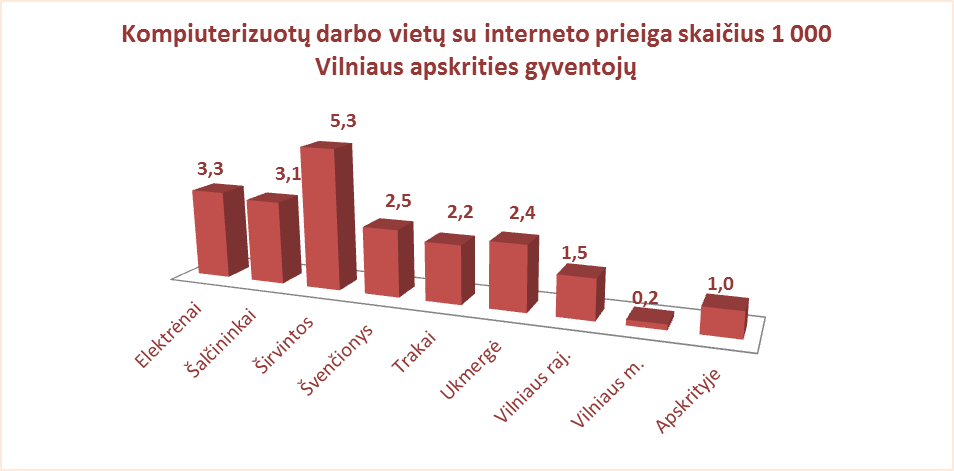 Kompiuterizuotų darbo vietų su interneto prieiga skaičius 1 000
Vilniaus apskrities gyventojų
3,3
3,1
5,3
2,5
2,2
2,4
1,5
0,2
1,0
Elektrėnai
Šalčininkai
Širvintos
Švenčionys
Trakai
Ukmergė
Vilniaus raj.
Vilniaus m.
Apskrityje